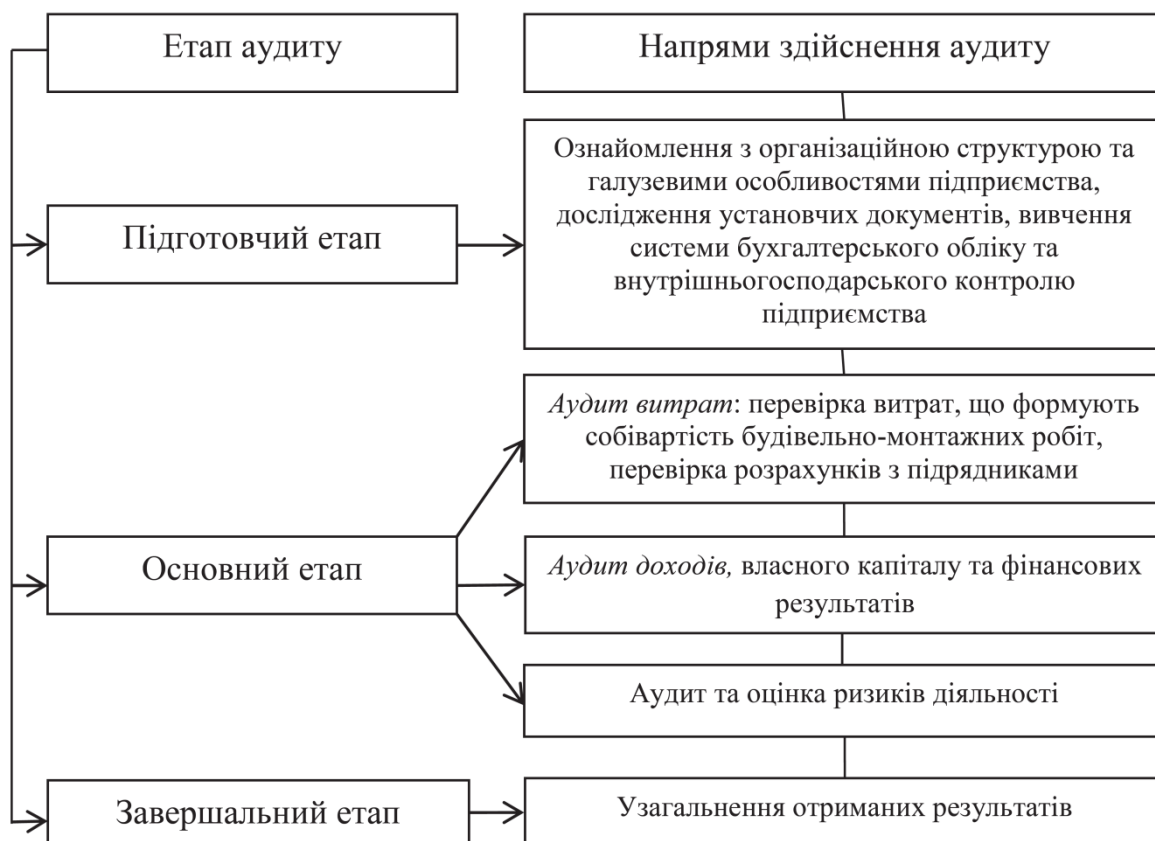 Етап аудиту
Напрями здійснення аудиту
Підготовчий етап
Ознайомлення з організаційною структурою та
галузевими особливостями підприємства,
дослідження установчих документів, вивчення
системи бухгалтерського обліку та
внутрішньогосподарського контролю
підприємства
Основний етап
Аудит витрат: перевірка витрат, що формують
собівартість будівельно-монтажних робіт,
перевірка розрахунків з підрядниками
Аудит доходів, власного капіталу та фінансових
результатів
Аудит та оцінка ризиків діяльності
Завершальний етап
Узагальнення отриманих результатів